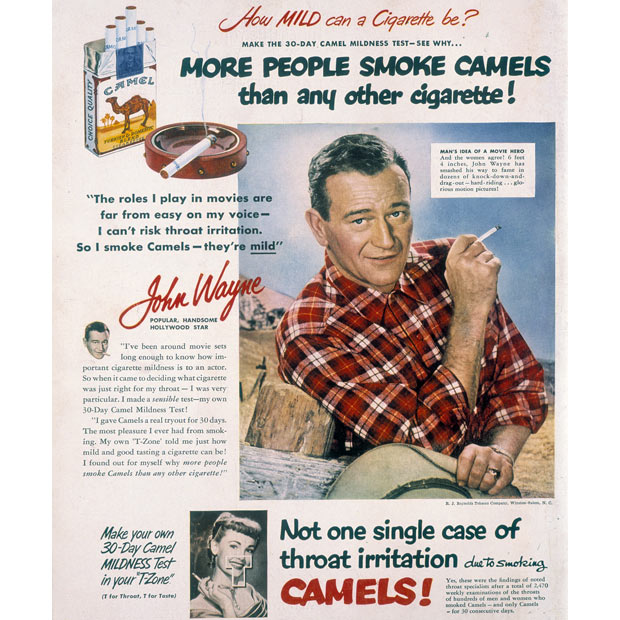 How MILD can a Cigarette be?
MAKE THE 30-DAY CAMEL MILDNESS TEST—SEE WHY...
MORE PEOPLE SMOKE CAMELS
than any other cigarette!
CHOICE QUALITY
CAMEL
TURKISH & DOMESTIC
BLEND
CIGARETTES
MAN'S IDEA OF A MOVIE HERO
And the women agree! 6 feet
4 inches, John Wayne has
smashed his way to fame in
dozens of knock-down-and-
drag-out — hard-riding . . . glo-
rious motion pictures!
"The roles I play in movies are
far from easy on my voice—
I can't risk throat irritation.
So I smoke Camels—they're mild"
John Wayne
POPULAR, HANDSOME
HOLLYWOOD STAR
"I've been around movie sets
long enough to know how im-
portant cigarette mildness is to an actor.
So when it came to deciding what cigarette
was just right for my throat — I was very
particular. I made a sensible test—my own
30-Day Camel Mildness Test!
"I gave Camels a real tryout for 30 days.
The most pleasure I ever had from smok-
ing. My own 'T-Zone' told me just how
mild and good tasting a cigarette can be!
I found out for myself why more people
smoke Camels than any other cigarette!"
R. J. Reynolds Tobacco Company, Winston-Salem, N. C.
Make your own
30-Day Camel
MILDNESS Test
in your "T-Zone"
(T for Throat, T for Taste)
T
Not one single case of
throat irritation due to smoking
CAMELS!
Yes, these were the findings of noted
throat specialists after a total of 2,470
weekly examinations of the throats
of hundreds of men and women who
smoked Camels — and only Camels
— for 30 consecutive days.